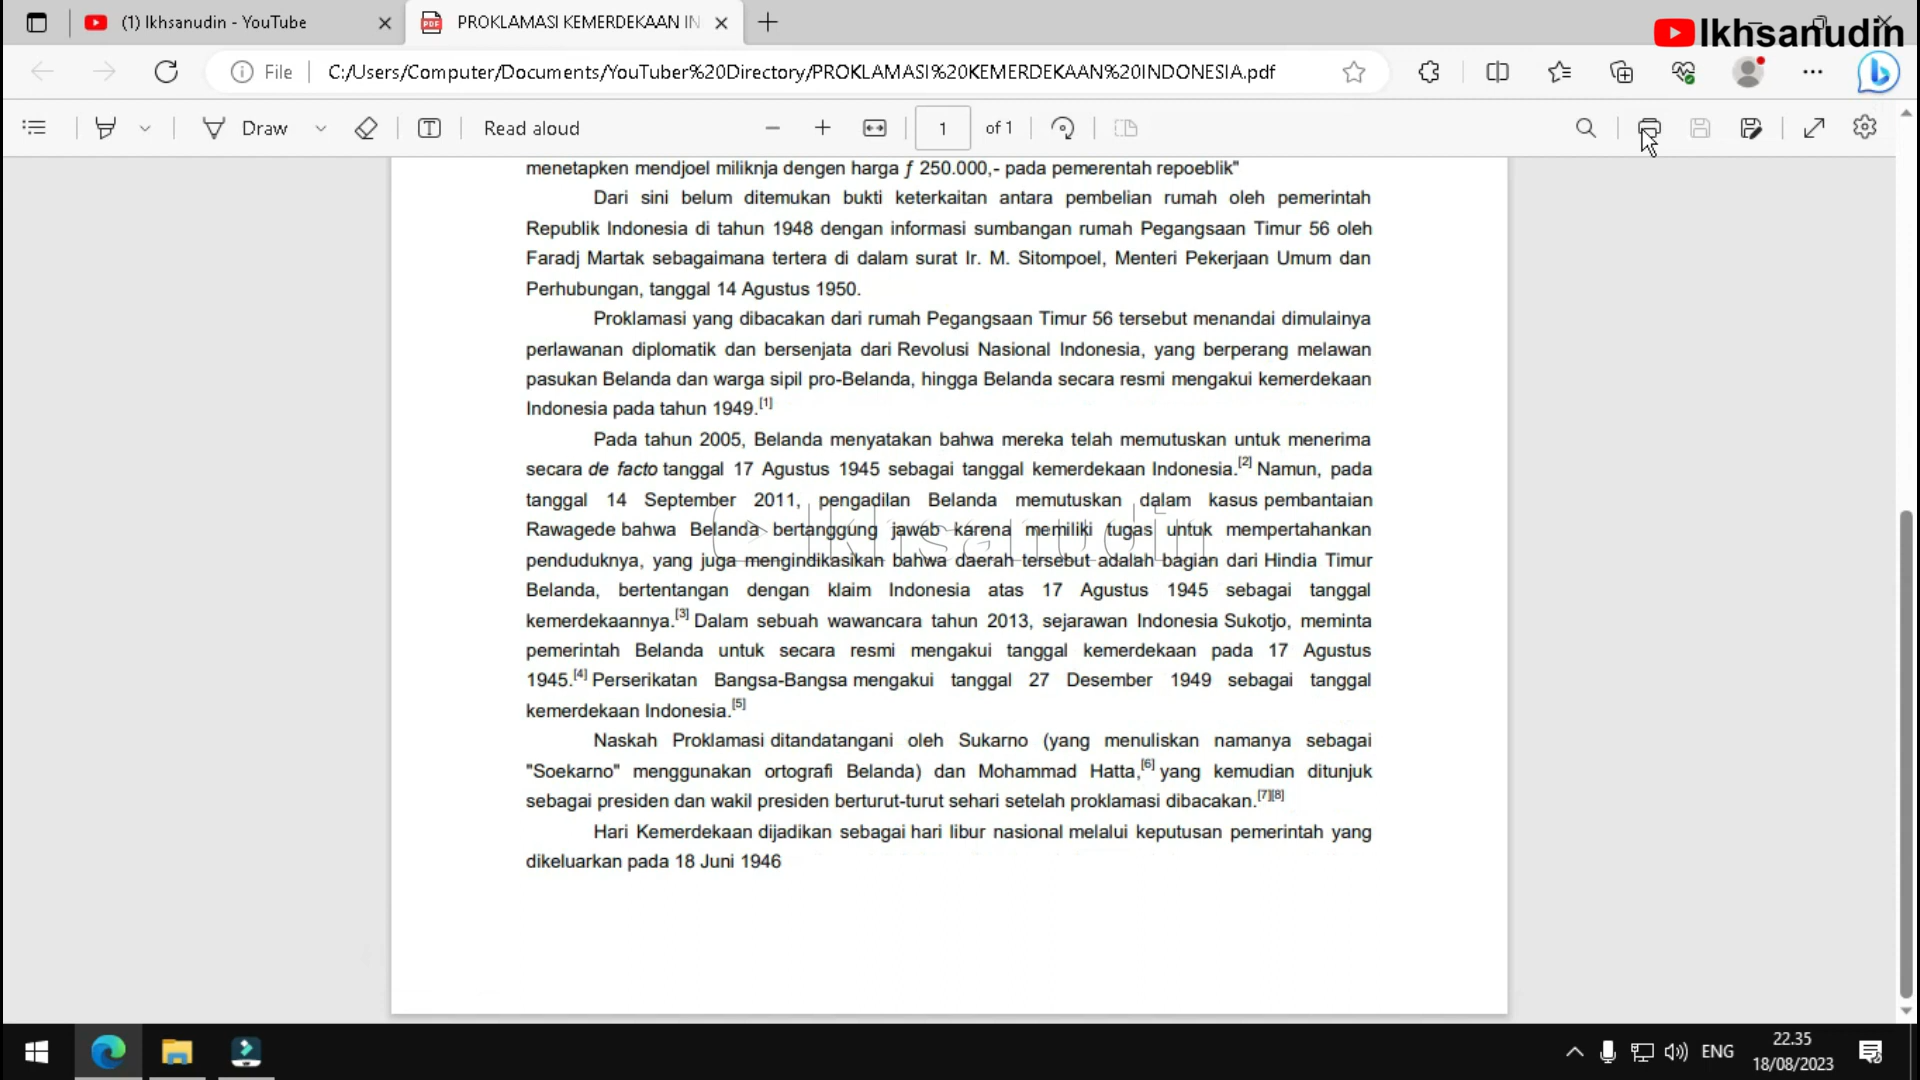 (1) Ikhsanudin - YouTube
PROKLAMASI KEMERDEKAAN IN
Ikhsanudin
File
C:/Users/Computer/Documents/YouTuber%20Directory/PROKLAMASI%20KEMERDEKAAN%20INDONESIA.pdf
Draw
Read aloud
1 of 1
menetapken mendjoel miliknja dengen harga ƒ 250.000,- pada pemerentah repoeblik"
Dari sini belum ditemukan bukti keterkaitan antara pembelian rumah oleh pemerintah
Republik Indonesia di tahun 1948 dengan informasi sumbangan rumah Pegangsaan Timur 56 oleh
Faradj Martak sebagaimana tertera di dalam surat Ir. M. Sitompoel, Menteri Pekerjaan Umum dan
Perhubungan, tanggal 14 Agustus 1950.
Proklamasi yang dibacakan dari rumah Pegangsaan Timur 56 tersebut menandai dimulainya
perlawanan diplomatik dan bersenjata dari Revolusi Nasional Indonesia, yang berperang melawan
pasukan Belanda dan warga sipil pro-Belanda, hingga Belanda secara resmi mengakui kemerdekaan
Indonesia pada tahun 1949.[1]
Pada tahun 2005, Belanda menyatakan bahwa mereka telah memutuskan untuk menerima
secara de facto tanggal 17 Agustus 1945 sebagai tanggal kemerdekaan Indonesia.[2] Namun, pada
tanggal 14 September 2011, pengadilan Belanda memutuskan dalam kasus pembantaian
Rawagede bahwa Belanda bertanggung jawab karena memiliki tugas untuk mempertahankan
Ikhsanudin
penduduknya, yang juga mengindikasikan bahwa daerah tersebut adalah bagian dari Hindia Timur
Belanda, bertentangan dengan klaim Indonesia atas 17 Agustus 1945 sebagai tanggal
kemerdekaannya.[3] Dalam sebuah wawancara tahun 2013, sejarawan Indonesia Sukotjo, meminta
pemerintah Belanda untuk secara resmi mengakui tanggal kemerdekaan pada 17 Agustus
1945.[4] Perserikatan Bangsa-Bangsa mengakui tanggal 27 Desember 1949 sebagai tanggal
kemerdekaan Indonesia.[5]
Naskah Proklamasi ditandatangani oleh Sukarno (yang menuliskan namanya sebagai
"Soekarno" menggunakan ortografi Belanda) dan Mohammad Hatta,[6] yang kemudian ditunjuk
sebagai presiden dan wakil presiden berturut-turut sehari setelah proklamasi dibacakan.[7][8]
Hari Kemerdekaan dijadikan sebagai hari libur nasional melalui keputusan pemerintah yang
dikeluarkan pada 18 Juni 1946
ENG
22.35
18/08/2023